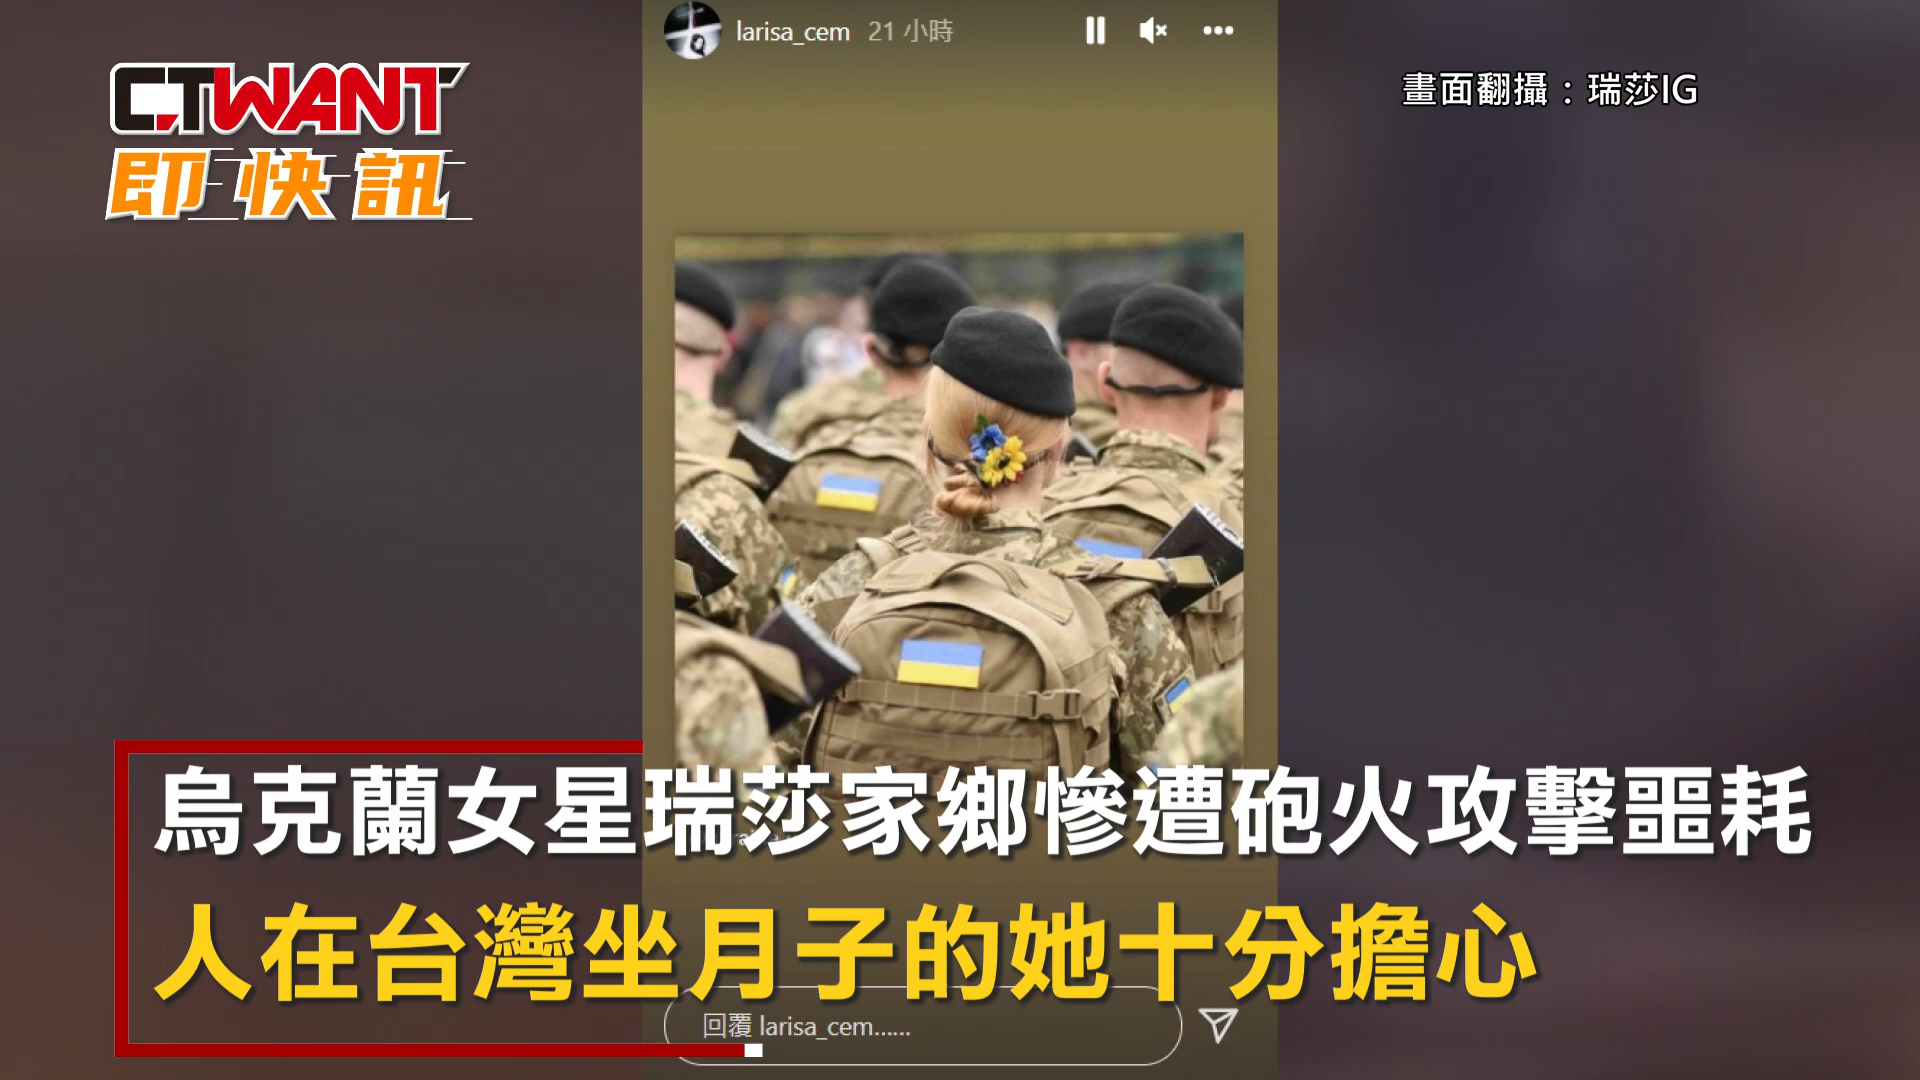 larisa_cem 21 小時
CTWANT
即快訊
畫面翻攝：瑞莎IG
烏克蘭女星瑞莎家鄉慘遭砲火攻擊噩耗
人在台灣坐月子的她十分擔心
回覆 larisa_cem......